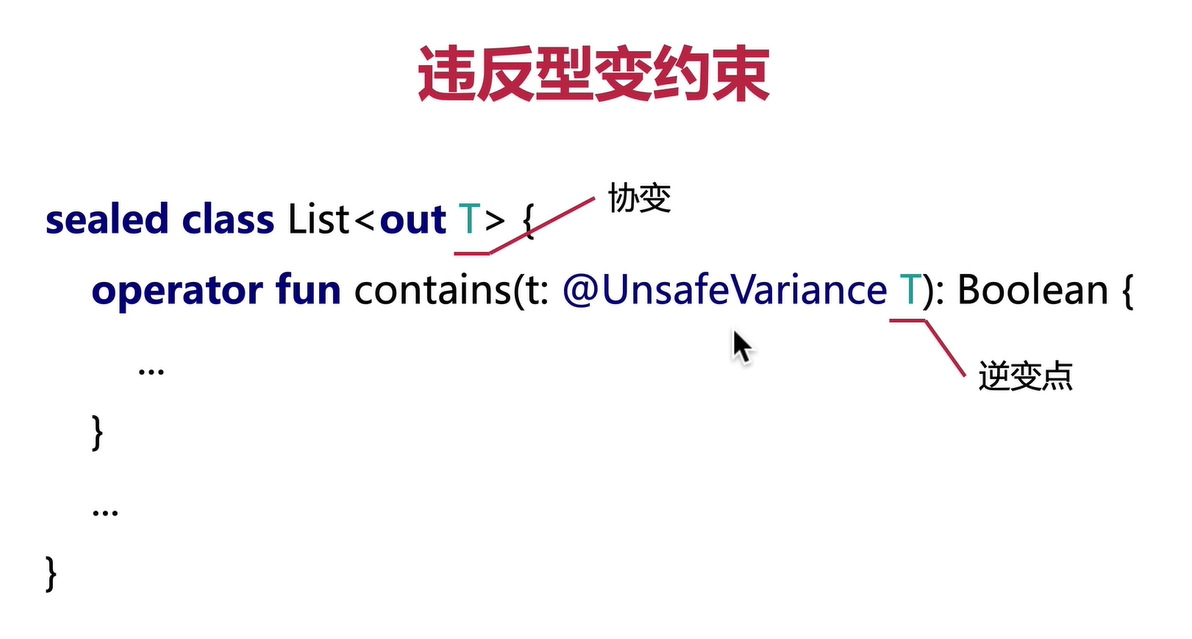 违反型变约束
sealed class List<out T> {
协变
operator fun contains(t: @UnsafeVariance T): Boolean {
...
逆变点
}
...
}